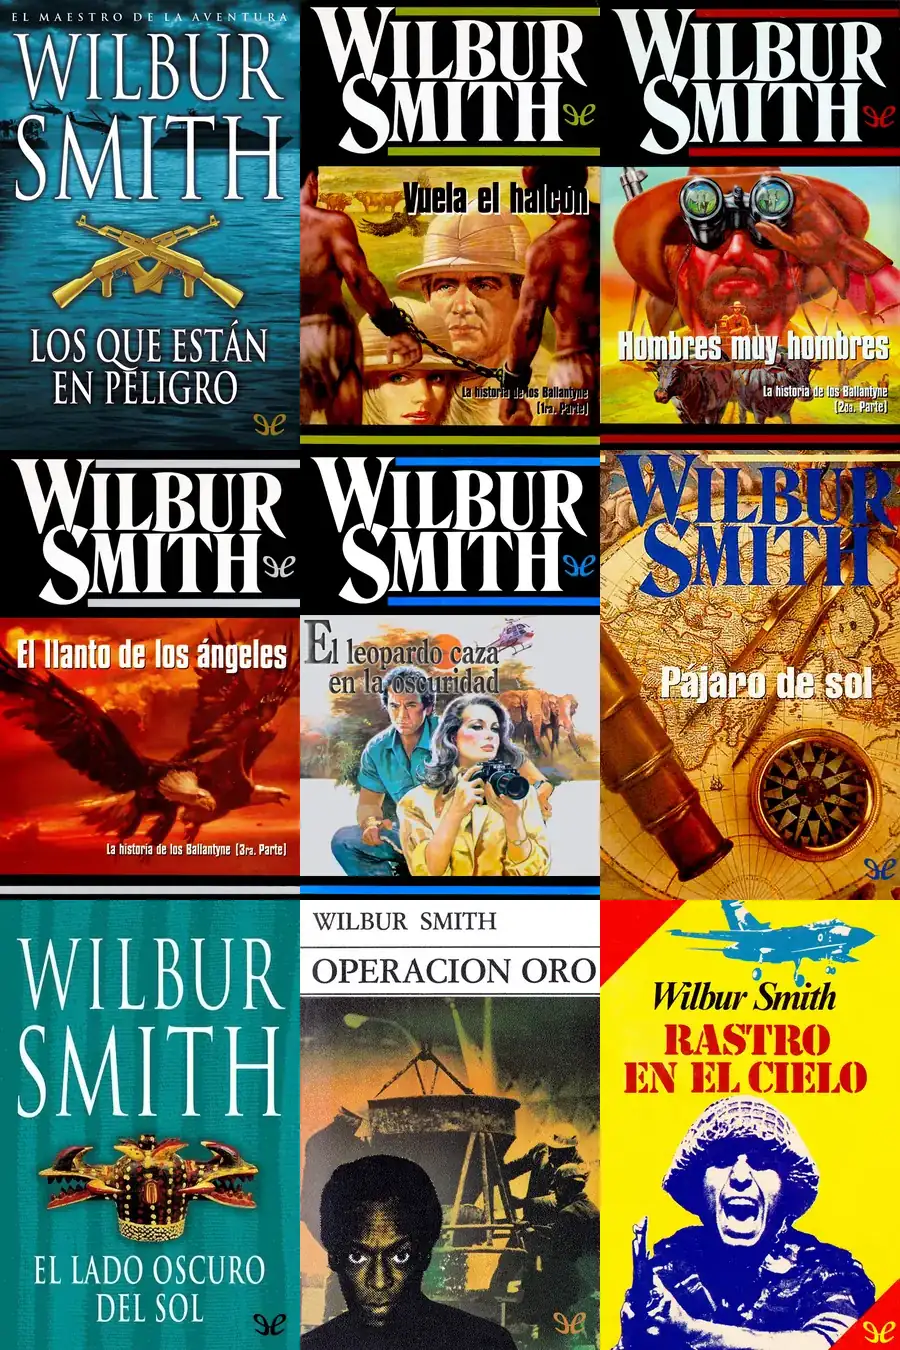 EL MAESTRO DE LA AVENTURA
WILBUR
SMITH
LOS QUE ESTÁN
EN PELIGRO
WILBUR
SMITH
Vuela el halcón
La historia de los Ballantyne
(1ra. Parte)
WILBUR
SMITH
Hombres muy hombres
La historia de los Ballantyne
(2da. Parte)
WILBUR
SMITH
El llanto de los ángeles
La historia de los Ballantyne (3ra. Parte)
WILBUR
SMITH
El leopardo caza
en la oscuridad
WILBUR
SMITH
Pájaro de sol
WILBUR
SMITH
EL LADO OSCURO
DEL SOL
WILBUR SMITH
OPERACION ORO
Wilbur Smith
RASTRO
EN EL CIELO